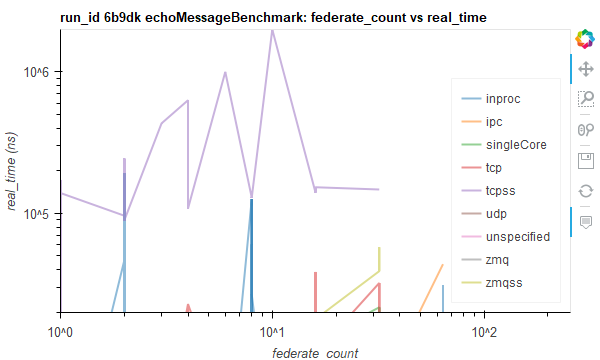 run_id 6b9dk echoMessageBenchmark: federate_count vs real_time
real_time (ns)
10^6
10^5
10^0
10^1
10^2
federate_count
inproc
ipc
singleCore
tcp
tcpss
udp
unspecified
zmq
zmqss